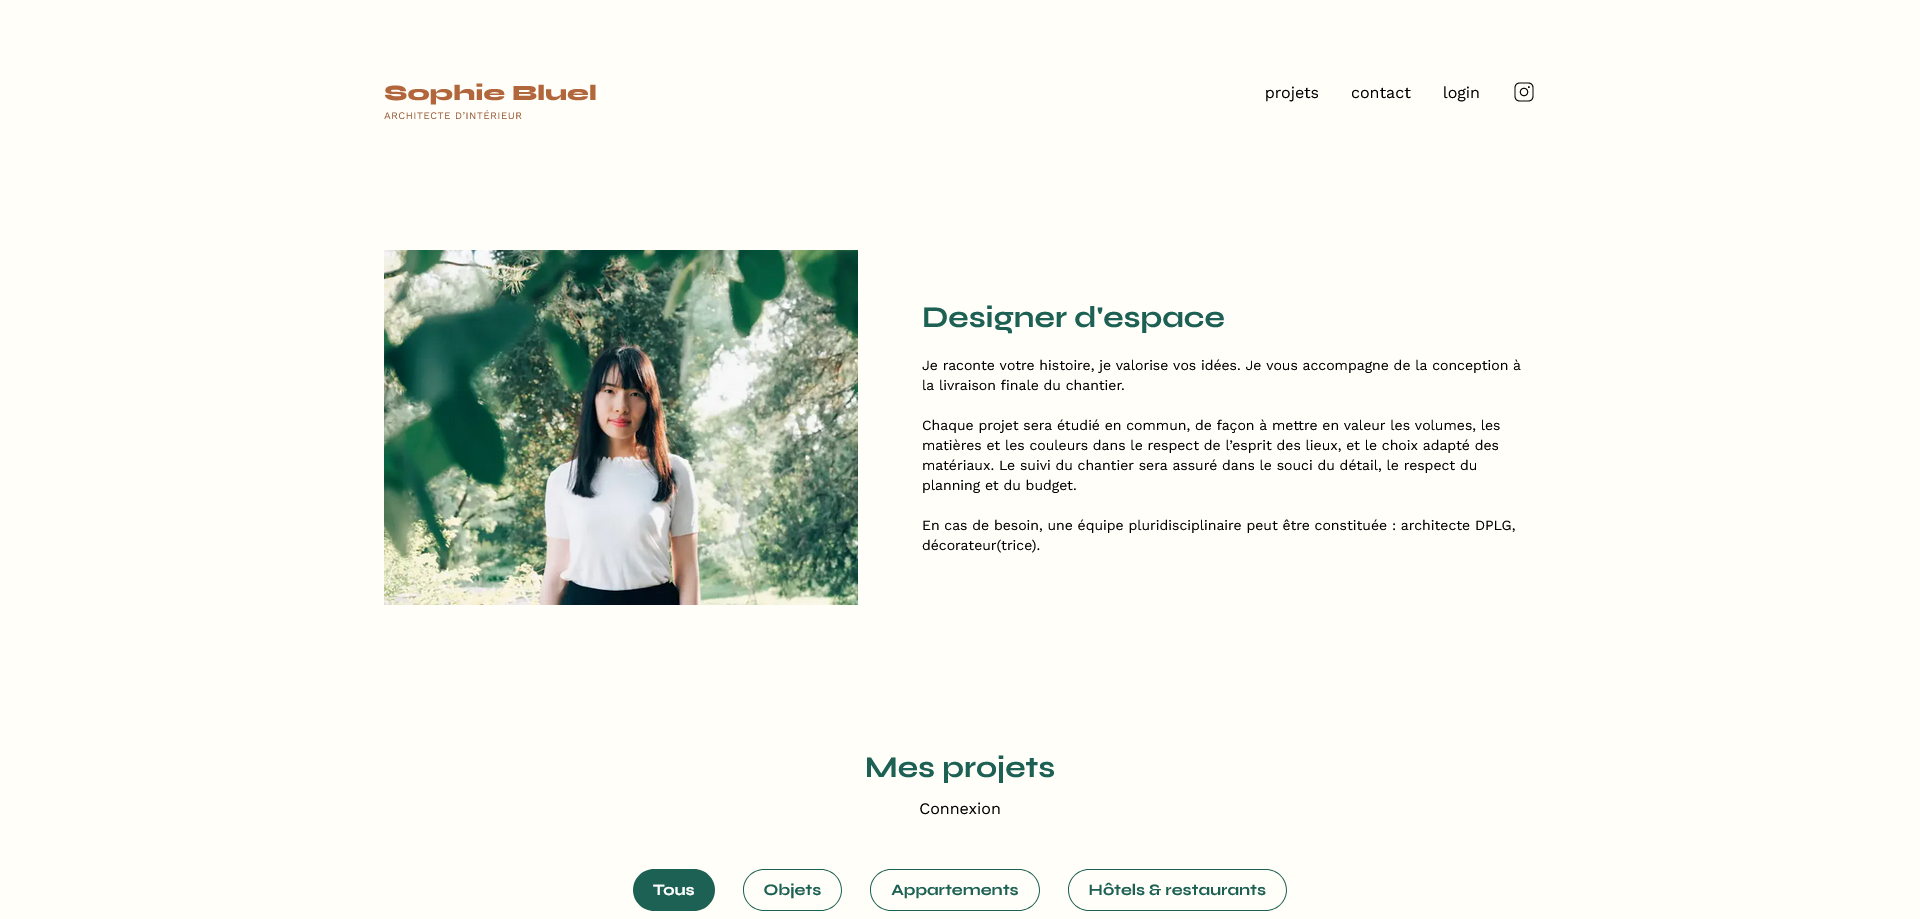 Sophie Bluel
ARCHITECTE D'INTÉRIEUR
projets contact login
Designer d'espace
Je raconte votre histoire, je valorise vos idées. Je vous accompagne de la conception à
la livraison finale du chantier.
Chaque projet sera étudié en commun, de façon à mettre en valeur les volumes, les
matières et les couleurs dans le respect de l’esprit des lieux, et le choix adapté des
matériaux. Le suivi du chantier sera assuré dans le souci du détail, le respect du
planning et du budget.
En cas de besoin, une équipe pluridisciplinaire peut être constituée : architecte DPLG,
décorateur(trice).
Mes projets
Connexion
Tous Objets Appartements Hôtels & restaurants